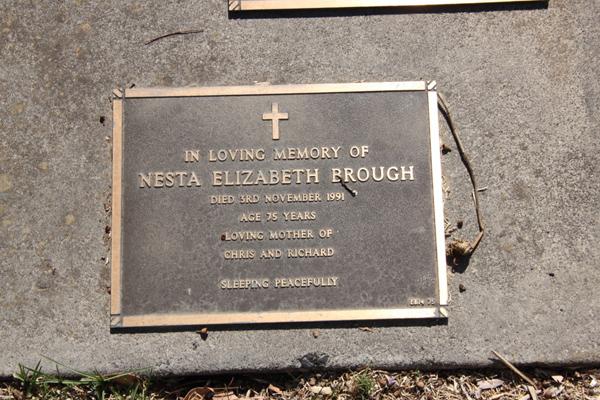 IN LOVING MEMORY OF
NESTA ELIZABETH BROUGH
DIED 3RD NOVEMBER 1991
AGE 75 YEARS
LOVING MOTHER OF
CHRIS AND RICHARD
SLEEPING PEACEFULLY